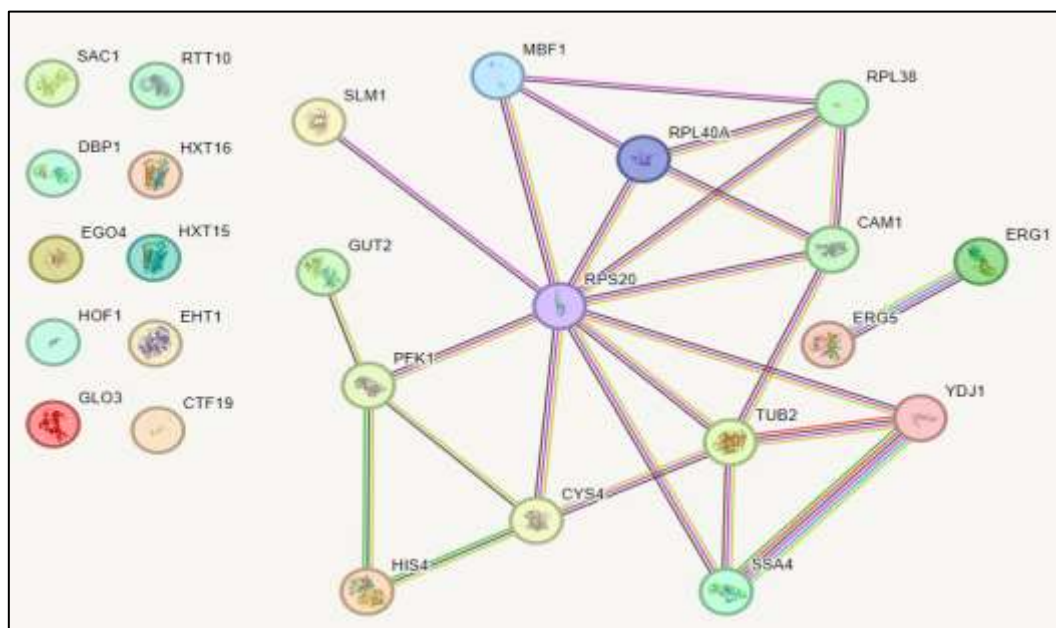 SAC1
RTT10
DBP1
HXT16
EGO4
HXT15
HOF1
EHT1
GLO3
CTF19
MBF1
RPL38
SLM1
RPL40A
CAM1
ERG1
GUT2
RPS20
ERG5
PFK1
YDJ1
TUB2
CYS4
HIS4
SSA4